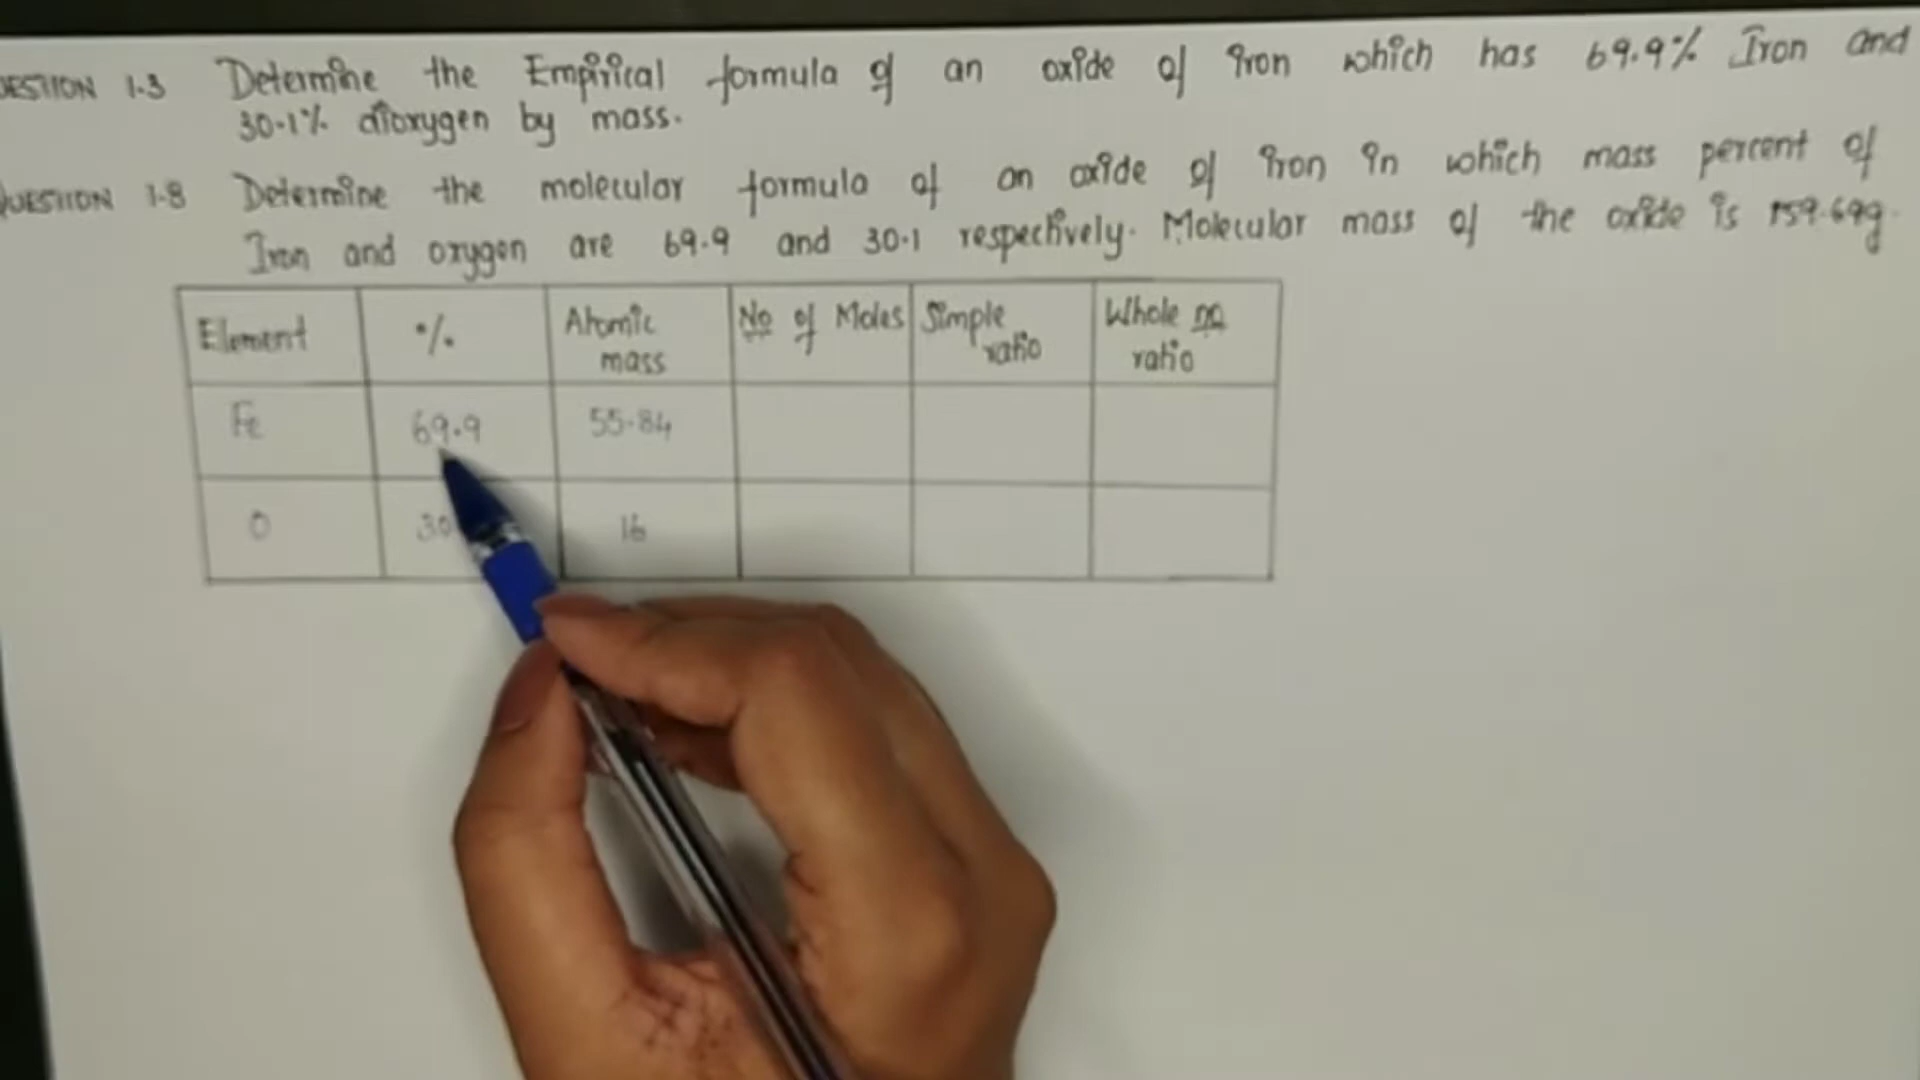 UESTION 1.3 Determine the Empirical formula of an oxide of iron which has 69.9% Iron and
30.1% dioxygen by mass.
QUESTION 1.8 Determine the molecular formula of an oxide of iron in which mass percent of
Iron and oxygen are 69.9 and 30.1 respectively. Molecular mass of the oxide is 159.69g.
Element % Atomic mass No of Moles Simple ratio Whole no ratio
Fe 69.9 55.84
O 30 16